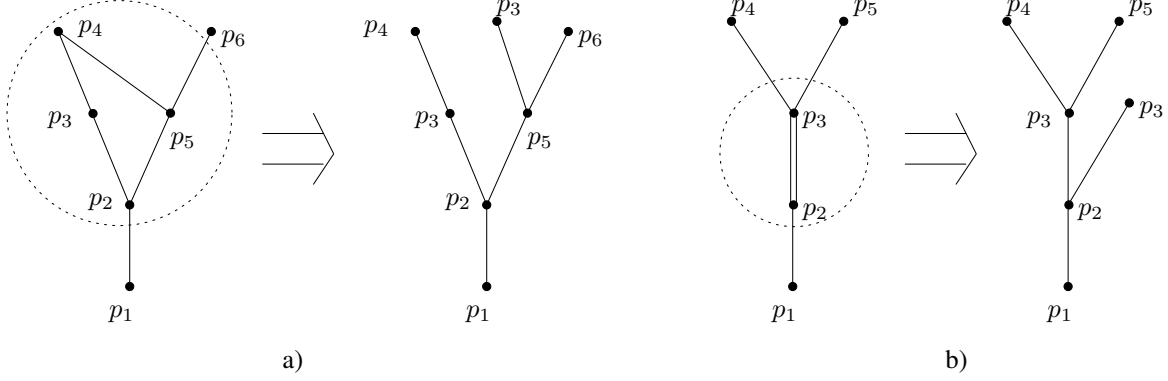 p4 p6 p3 p5 p2 p1
p4 p3 p6 p3 p5 p2 p1
a)
p4 p5 p3 p2 p1
p4 p5 p3 p3 p2 p1
b)